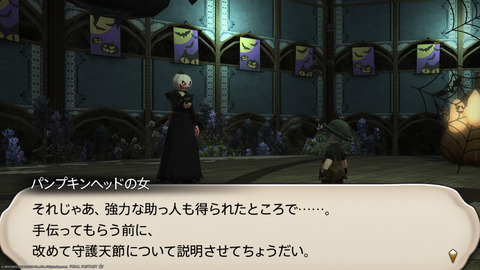 パンプキンヘッドの女
それじゃあ、強力な助っ人も得られたところで……。
手伝ってもらう前に、
改めて守護天節について説明させてちょうだい。
FINAL FANTASY XIV